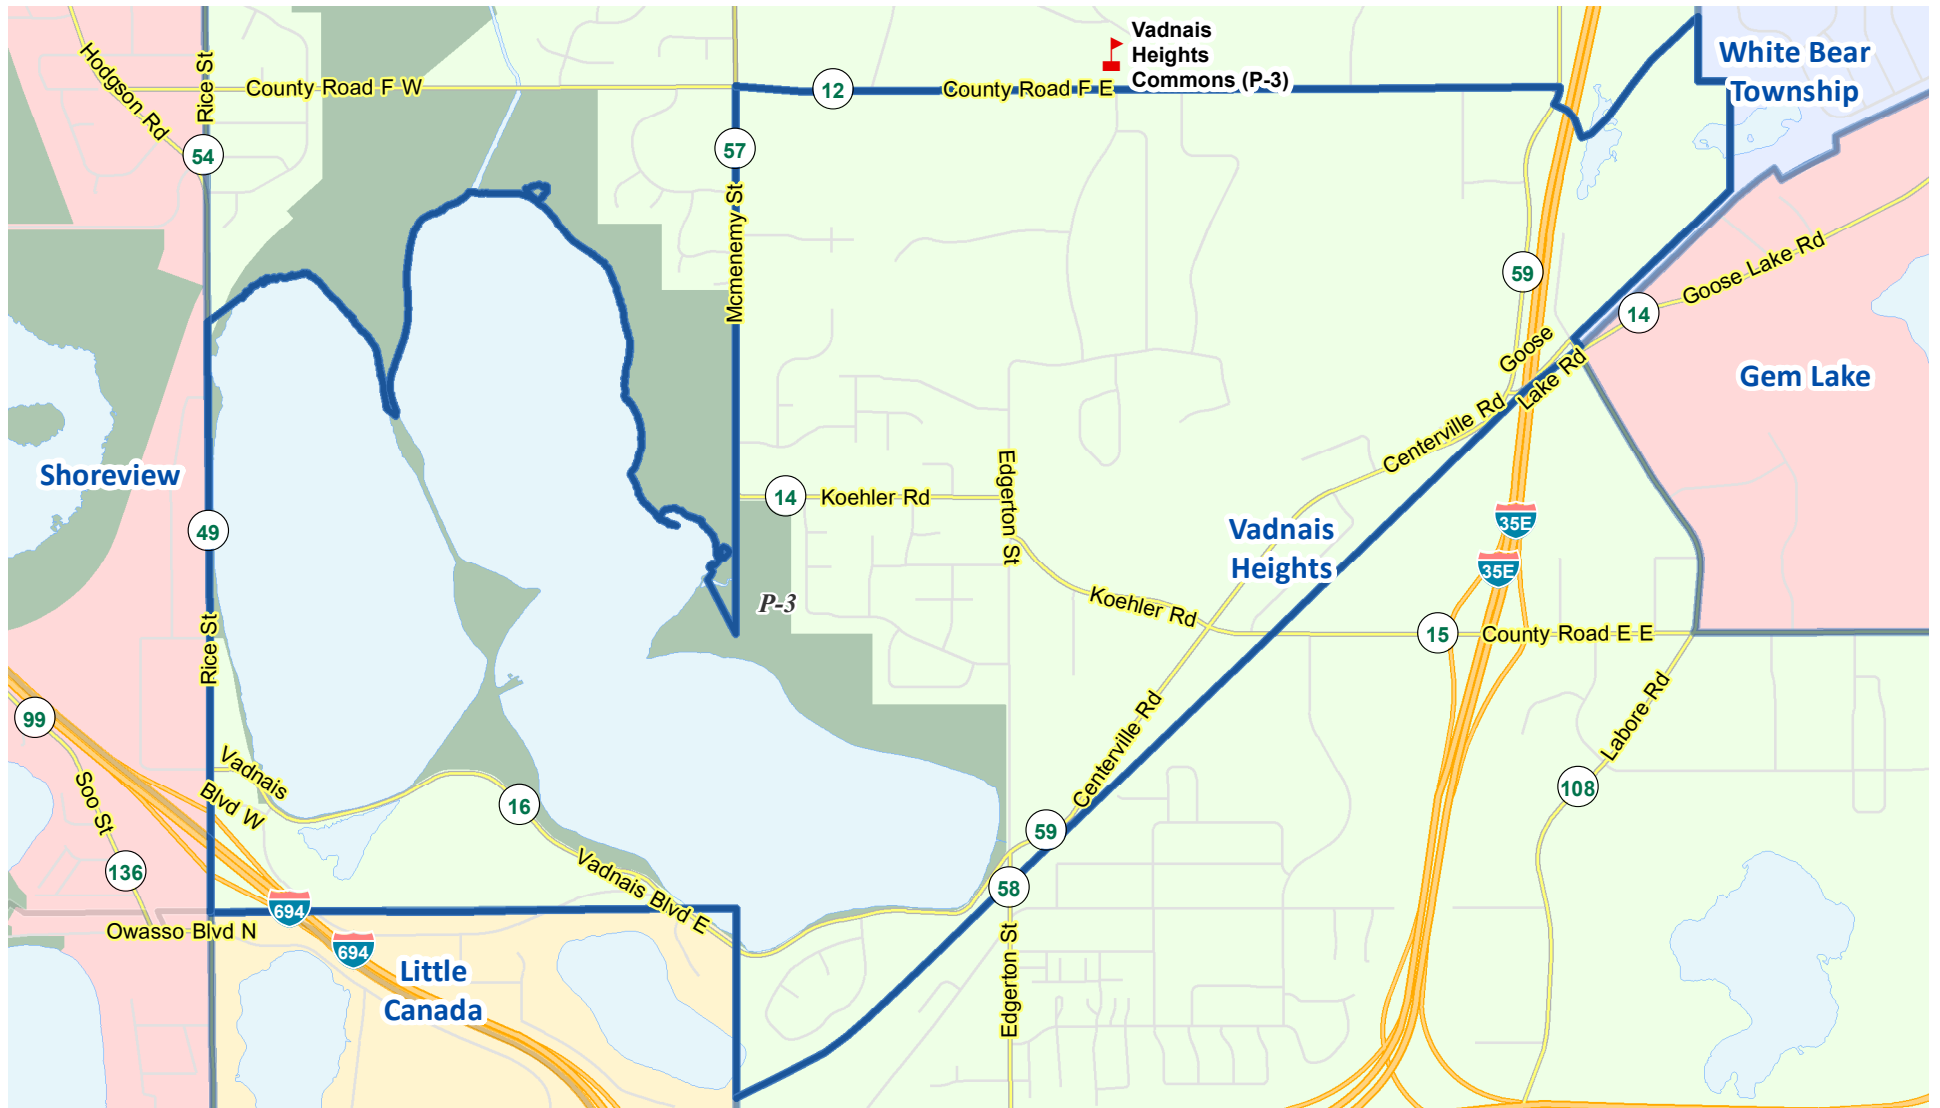 Vadnais
Heights
Commons (P-3)
White Bear
Township
Hodgson Rd
Rice St
County Road F W
12
County Road F E
54
57
Mcmenemy St
59
Goose Lake Rd
14
Goose
Lake Rd
Gem Lake
Centerville Rd
Shoreview
49
14
Koehler Rd
Edgerton St
Vadnais
Heights
35E
35E
P-3
Koehler Rd
15
County Road E E
Rice St
99
Soo St
Vadnais
Blvd W
16
Centerville Rd
Labore Rd
108
59
136
Vadnais Blvd E
58
694
Owasso Blvd N
694
Little
Canada
Edgerton St